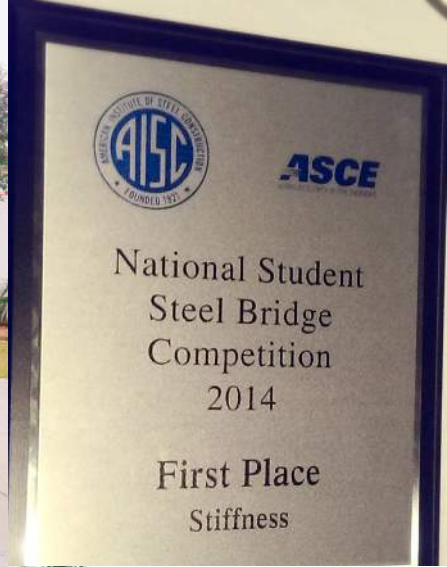 AMERICAN INSTITUTE OF STEEL CONSTRUCTION
AISC
FOUNDED 1921
ASCE
National Student
Steel Bridge
Competition
2014
First Place
Stiffness